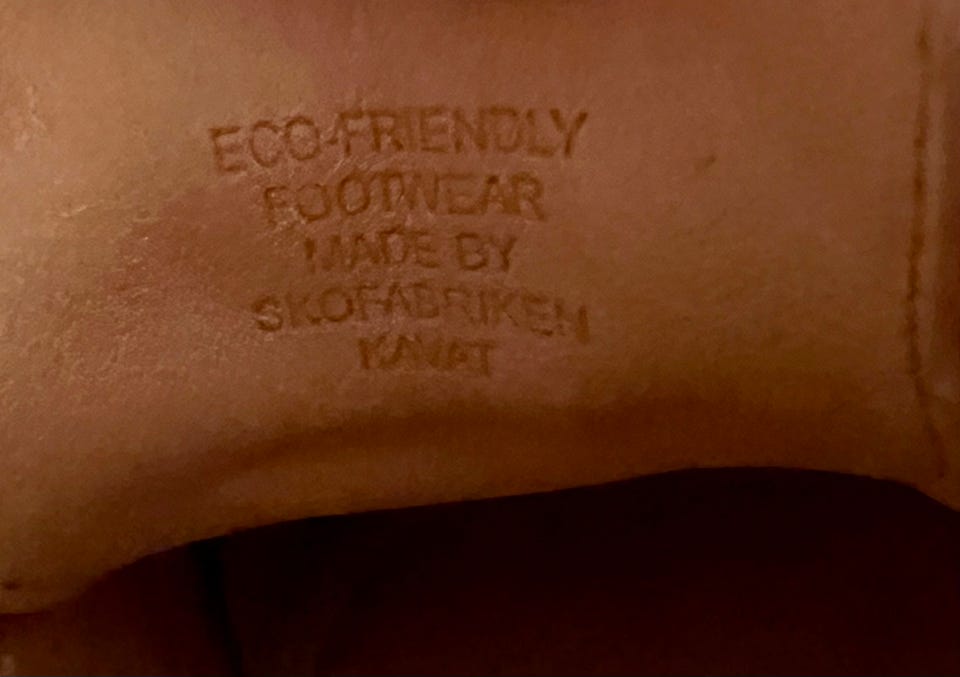 ECO-FRIENDLY
FOOTWEAR
MADE BY
SKOFABRIKEN
KAVAT